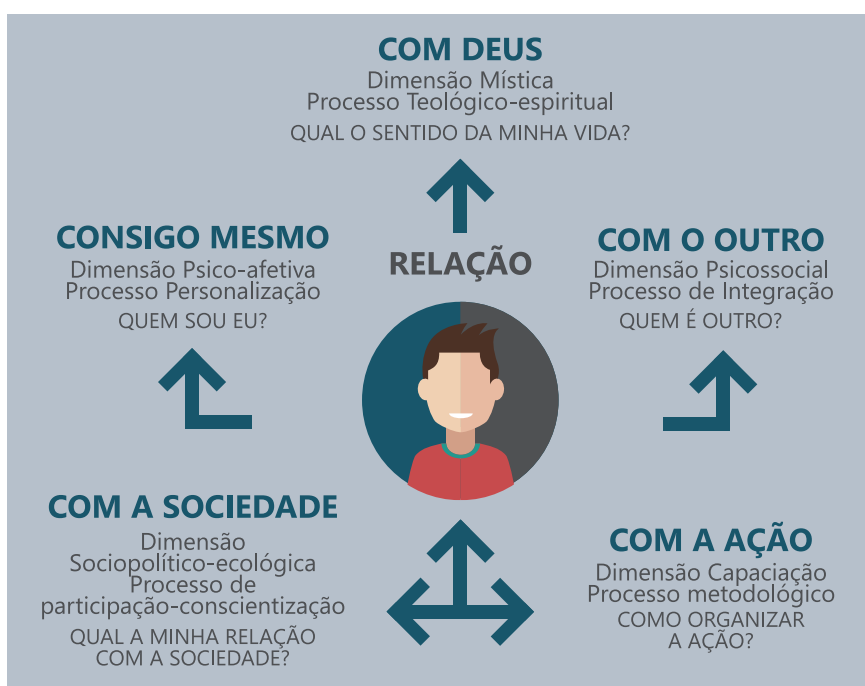 COM DEUS
Dimensão Mística
Processo Teológico-espiritual
QUAL O SENTIDO DA MINHA VIDA?
CONSIGO MESMO
Dimensão Psico-afetiva
Processo Personalização
QUEM SOU EU?
RELAÇÃO
COM O OUTRO
Dimensão Psicossocial
Processo de Integração
QUEM É OUTRO?
COM A SOCIEDADE
Dimensão
Sociopolítico-ecológica
Processo de
participação-conscientização
QUAL A MINHA RELAÇÃO
COM A SOCIEDADE?
COM A AÇÃO
Dimensão Capaciação
Processo metodológico
COMO ORGANIZAR
A AÇÃO?